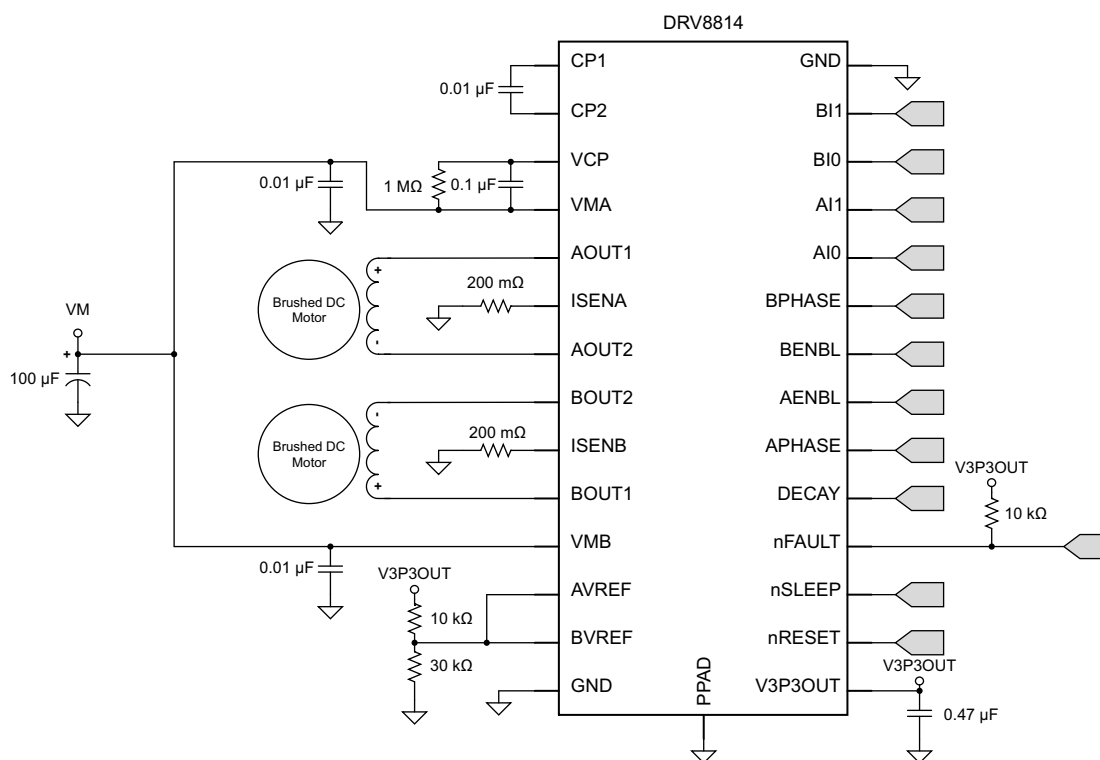 DRV8814
CP1
GND
0.01 µF
CP2
BI1
VCP
BI0
0.01 µF
1 MΩ
0.1 µF
VMA
AI1
AOUT1
AI0
+
200 mΩ
Brushed DC
Motor
ISENA
BPHASE
VM
-
AOUT2
BENBL
+
100 µF
-
BOUT2
AENBL
200 mΩ
Brushed DC
Motor
ISENB
APHASE
V3P3OUT
+
BOUT1
DECAY
10 kΩ
VMB
nFAULT
0.01 µF
V3P3OUT
AVREF
nSLEEP
10 kΩ
BVREF
nRESET
30 kΩ
V3P3OUT
GND
PPAD
V3P3OUT
0.47 µF